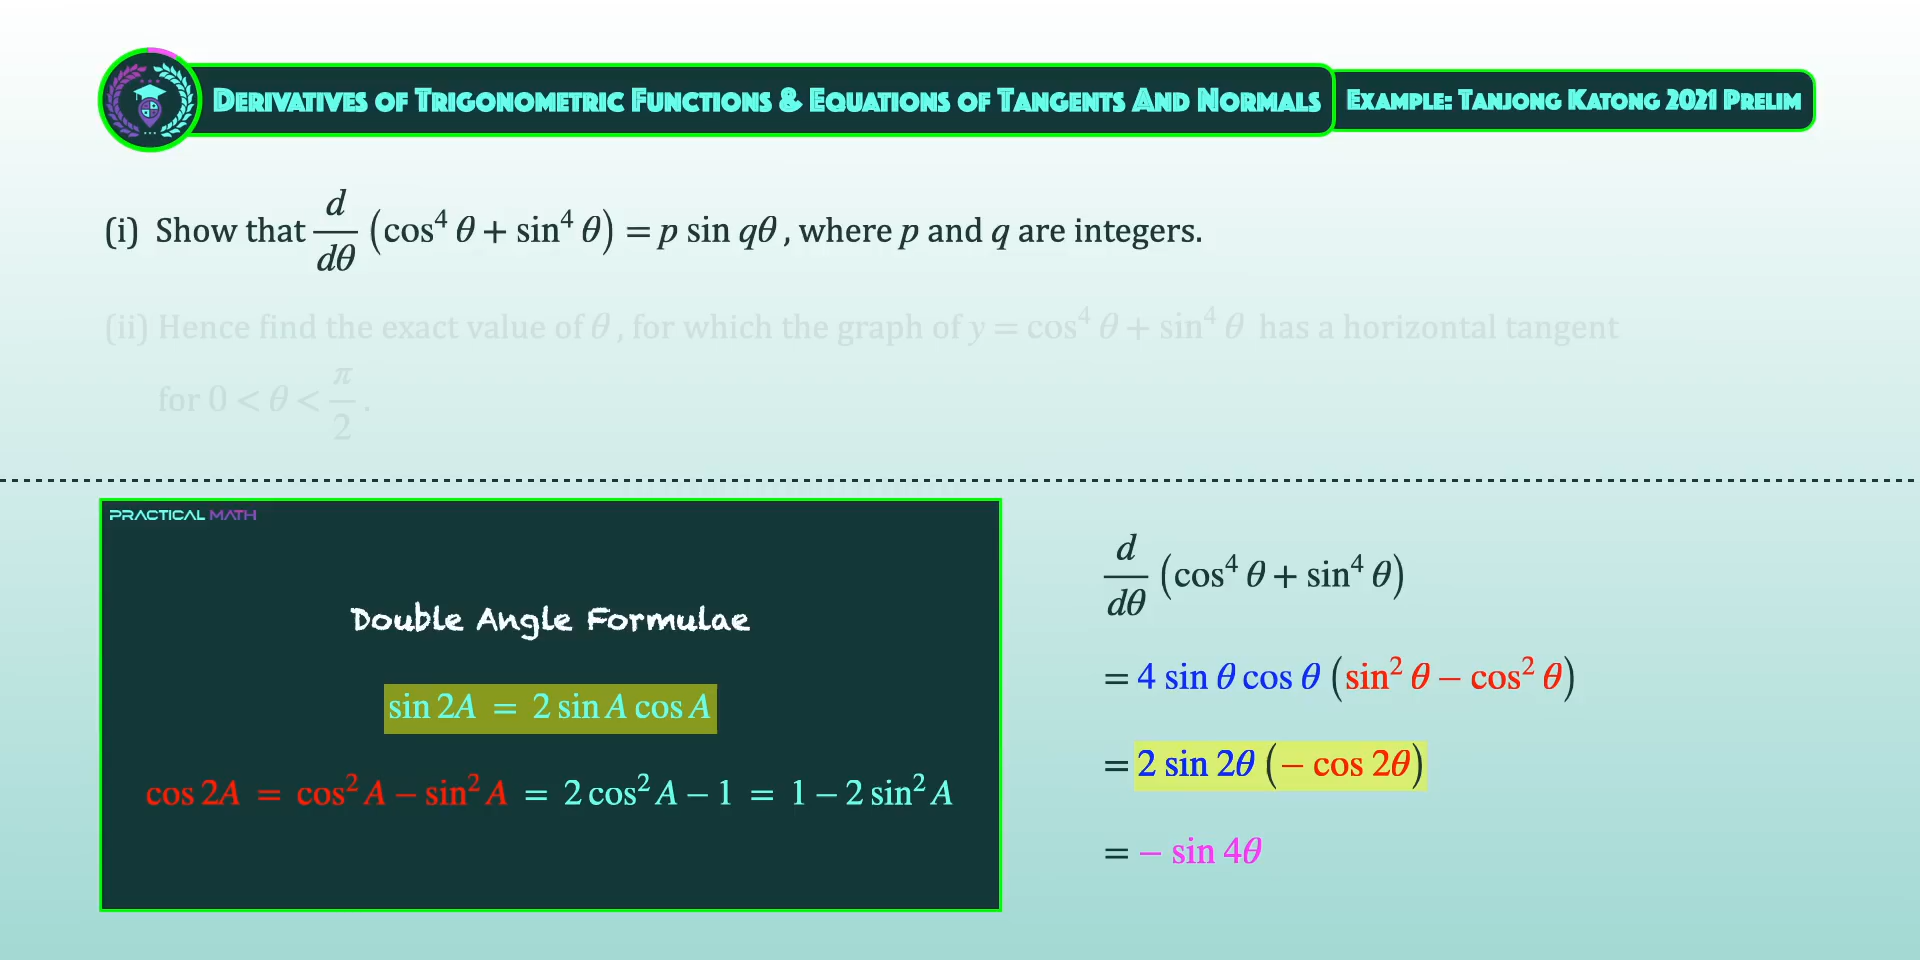 DERIVATIVES OF TRIGONOMETRIC FUNCTIONS & EQUATIONS OF TANGENTS AND NORMALS
EXAMPLE: TANJONG KATONG 2021 PRELIM
(i) Show that d/dθ (cos⁴ θ + sin⁴ θ) = p sin qθ , where p and q are integers.
(ii) Hence find the exact value of θ , for which the graph of y = cos⁴ θ + sin⁴ θ has a horizontal tangent
for 0 < θ < π/2 .
PRACTICAL MATH
Double Angle Formulae
sin 2A = 2 sin A cos A
cos 2A = cos² A − sin² A = 2 cos² A − 1 = 1 − 2 sin² A
d/dθ (cos⁴ θ + sin⁴ θ)
= 4 sin θ cos θ (sin² θ − cos² θ)
= 2 sin 2θ (− cos 2θ)
= − sin 4θ